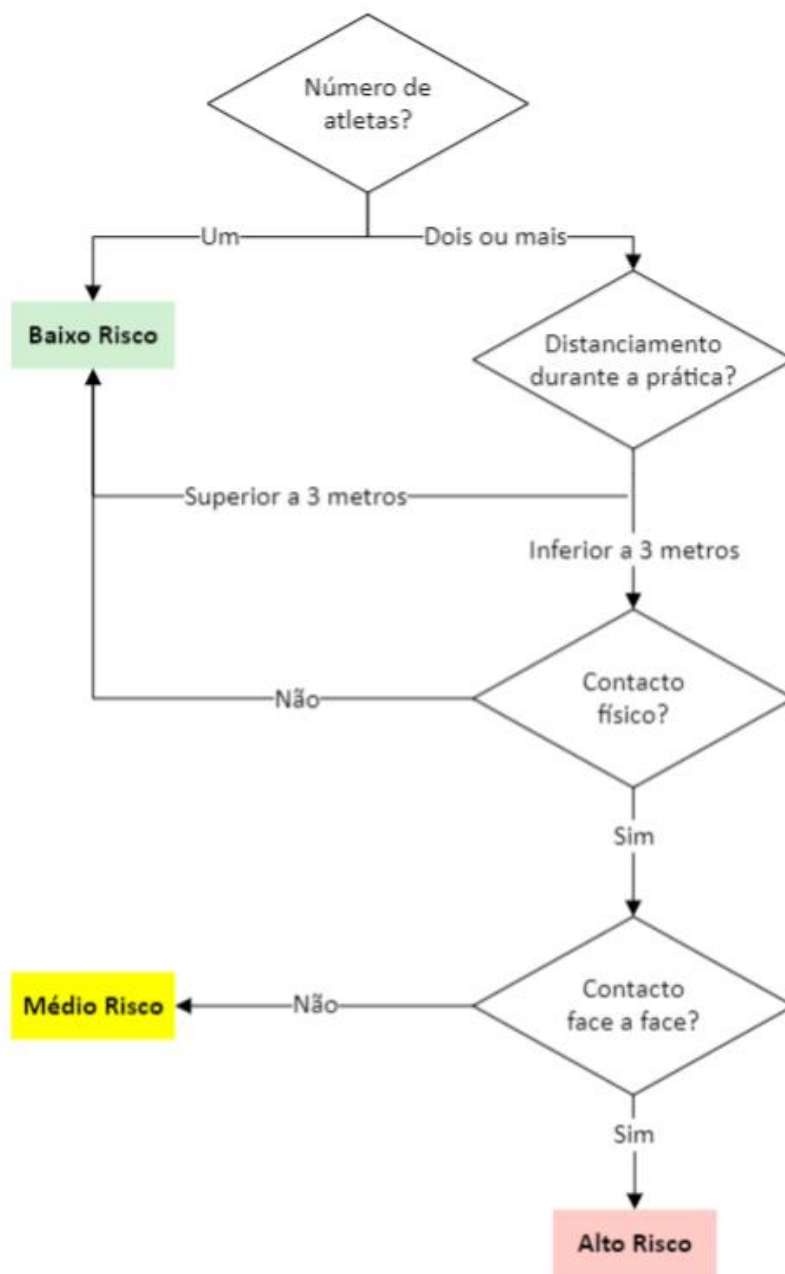 Número de
atletas?
Um
Dois ou mais
Baixo Risco
Distanciamento
durante a prática?
Superior a 3 metros
Inferior a 3 metros
Contacto
físico?
Não
Sim
Contacto
face a face?
Não
Médio Risco
Sim
Alto Risco